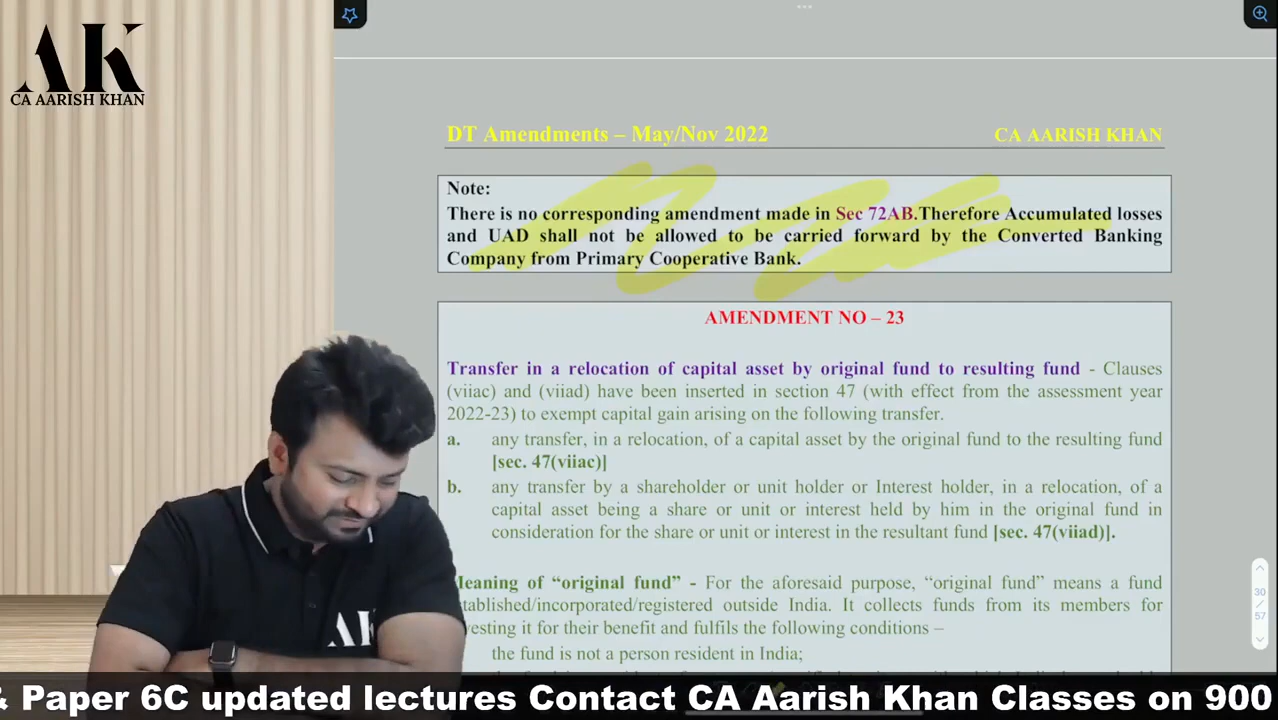 AK
CA AARISH KHAN
DT Amendments – May/Nov 2022
CA AARISH KHAN
Note:
There is no corresponding amendment made in Sec 72AB.Therefore Accumulated losses
and UAD shall not be allowed to be carried forward by the Converted Banking
Company from Primary Cooperative Bank.
AMENDMENT NO – 23
Transfer in a relocation of capital asset by original fund to resulting fund - Clauses
(viiac) and (viiad) have been inserted in section 47 (with effect from the assessment year
2022-23) to exempt capital gain arising on the following transfer.
a. any transfer, in a relocation, of a capital asset by the original fund to the resulting fund
[sec. 47(viiac)]
b. any transfer by a shareholder or unit holder or Interest holder, in a relocation, of a
capital asset being a share or unit or interest held by him in the original fund in
consideration for the share or unit or interest in the resultant fund [sec. 47(viiad)].
Meaning of “original fund” - For the aforesaid purpose, “original fund” means a fund
established/incorporated/registered outside India. It collects funds from its members for
investing it for their benefit and fulfils the following conditions –
the fund is not a person resident in India;
30
/
57
AK
& Paper 6C updated lectures Contact CA Aarish Khan Classes on 900